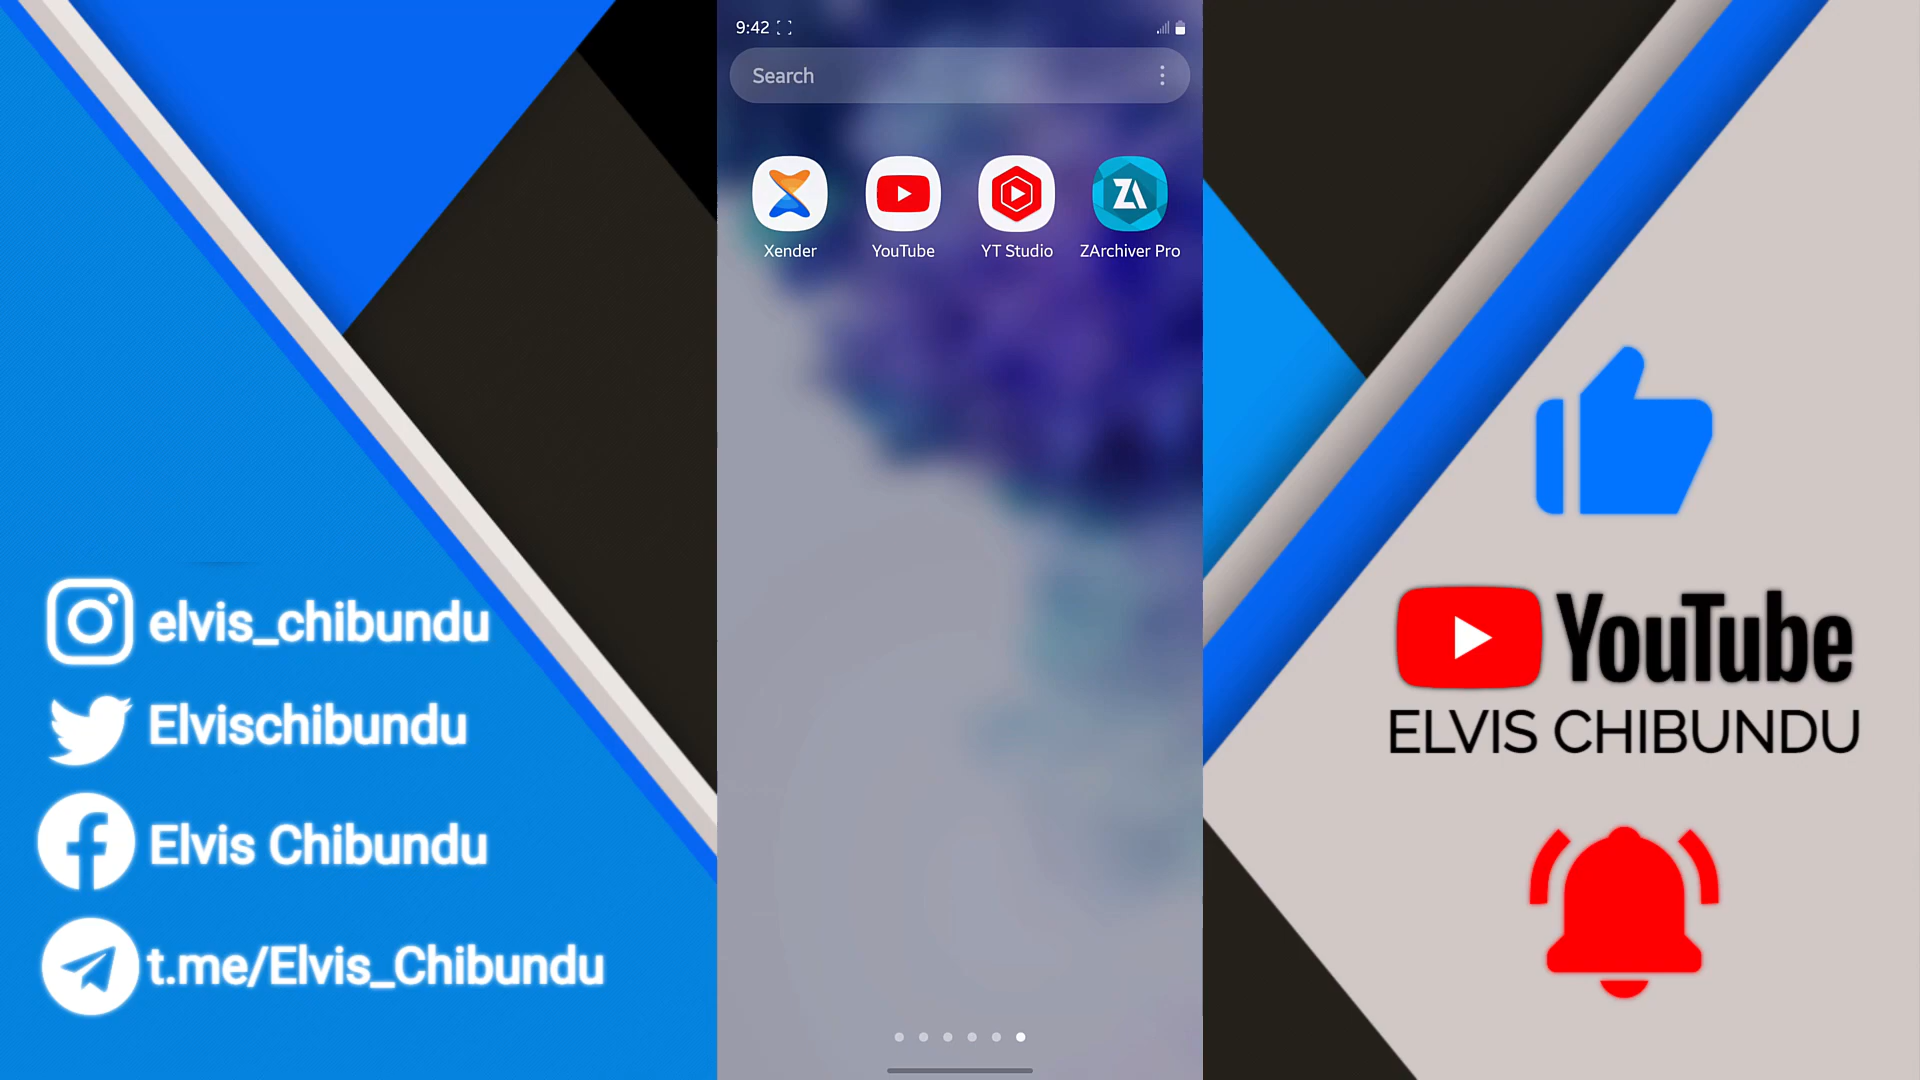 9:42
Search
Xender
YouTube
YT Studio
ZArchiver Pro
elvis_chibundu
Elvischibundu
Elvis Chibundu
t.me/Elvis_Chibundu
YouTube
ELVIS CHIBUNDU